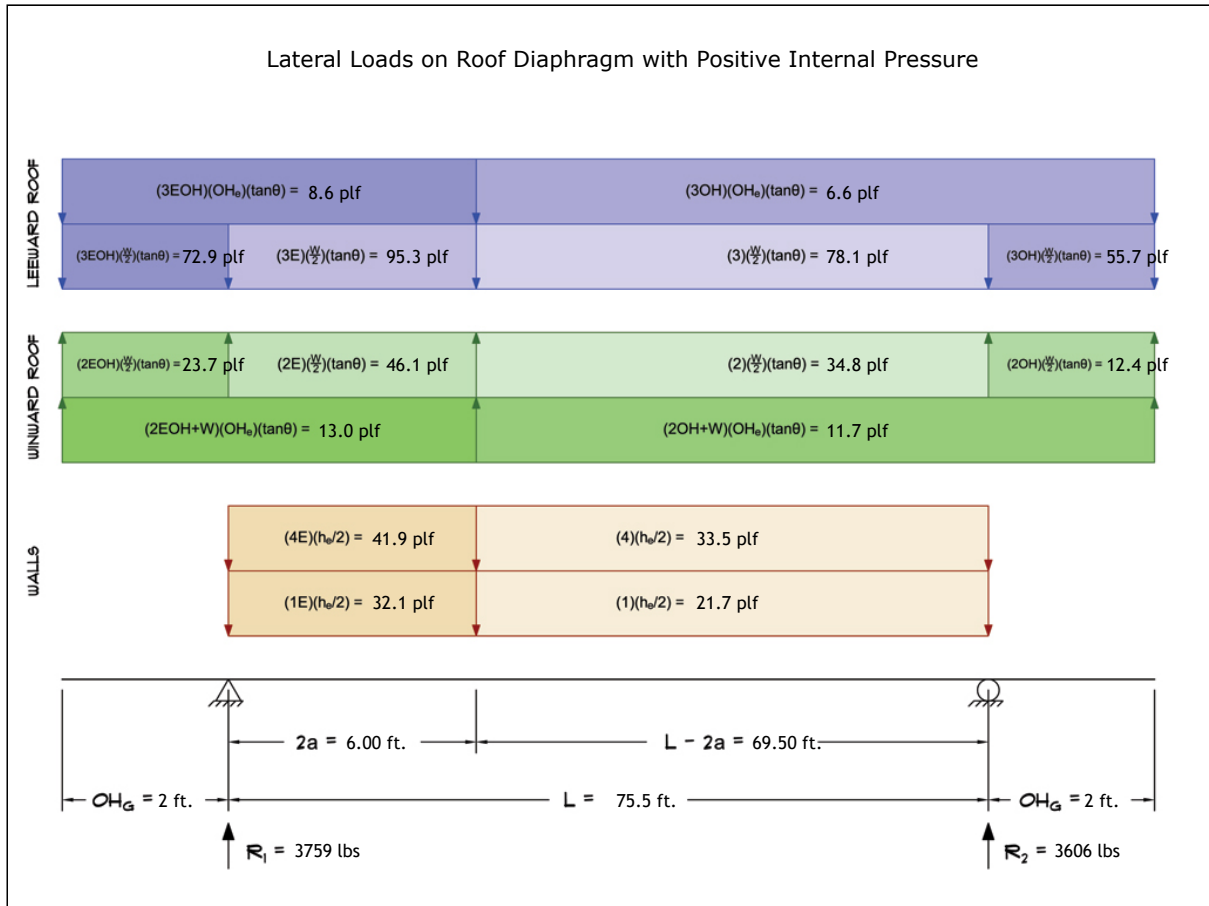 Lateral Loads on Roof Diaphragm with Positive Internal Pressure
LEEWARD ROOF
(3EOH)(OHₑ)(tanθ) = 8.6 plf
(3OH)(OHₑ)(tanθ) = 6.6 plf
(3EOH)(W/2)(tanθ) = 72.9 plf
(3E)(W/2)(tanθ) = 95.3 plf
(3)(W/2)(tanθ) = 78.1 plf
(3OH)(W/2)(tanθ) = 55.7 plf
WINWARD ROOF
(2EOH)(W/2)(tanθ) = 23.7 plf
(2E)(W/2)(tanθ) = 46.1 plf
(2)(W/2)(tanθ) = 34.8 plf
(2OH)(W/2)(tanθ) = 12.4 plf
(2EOH+W)(OHₑ)(tanθ) = 13.0 plf
(2OH+W)(OHₑ)(tanθ) = 11.7 plf
WALLS
(4E)(hₑ/2) = 41.9 plf
(4)(hₑ/2) = 33.5 plf
(1E)(hₑ/2) = 32.1 plf
(1)(hₑ/2) = 21.7 plf
2a = 6.00 ft.
L - 2a = 69.50 ft.
OHG = 2 ft.
L = 75.5 ft.
OHG = 2 ft.
R₁ = 3759 lbs
R₂ = 3606 lbs